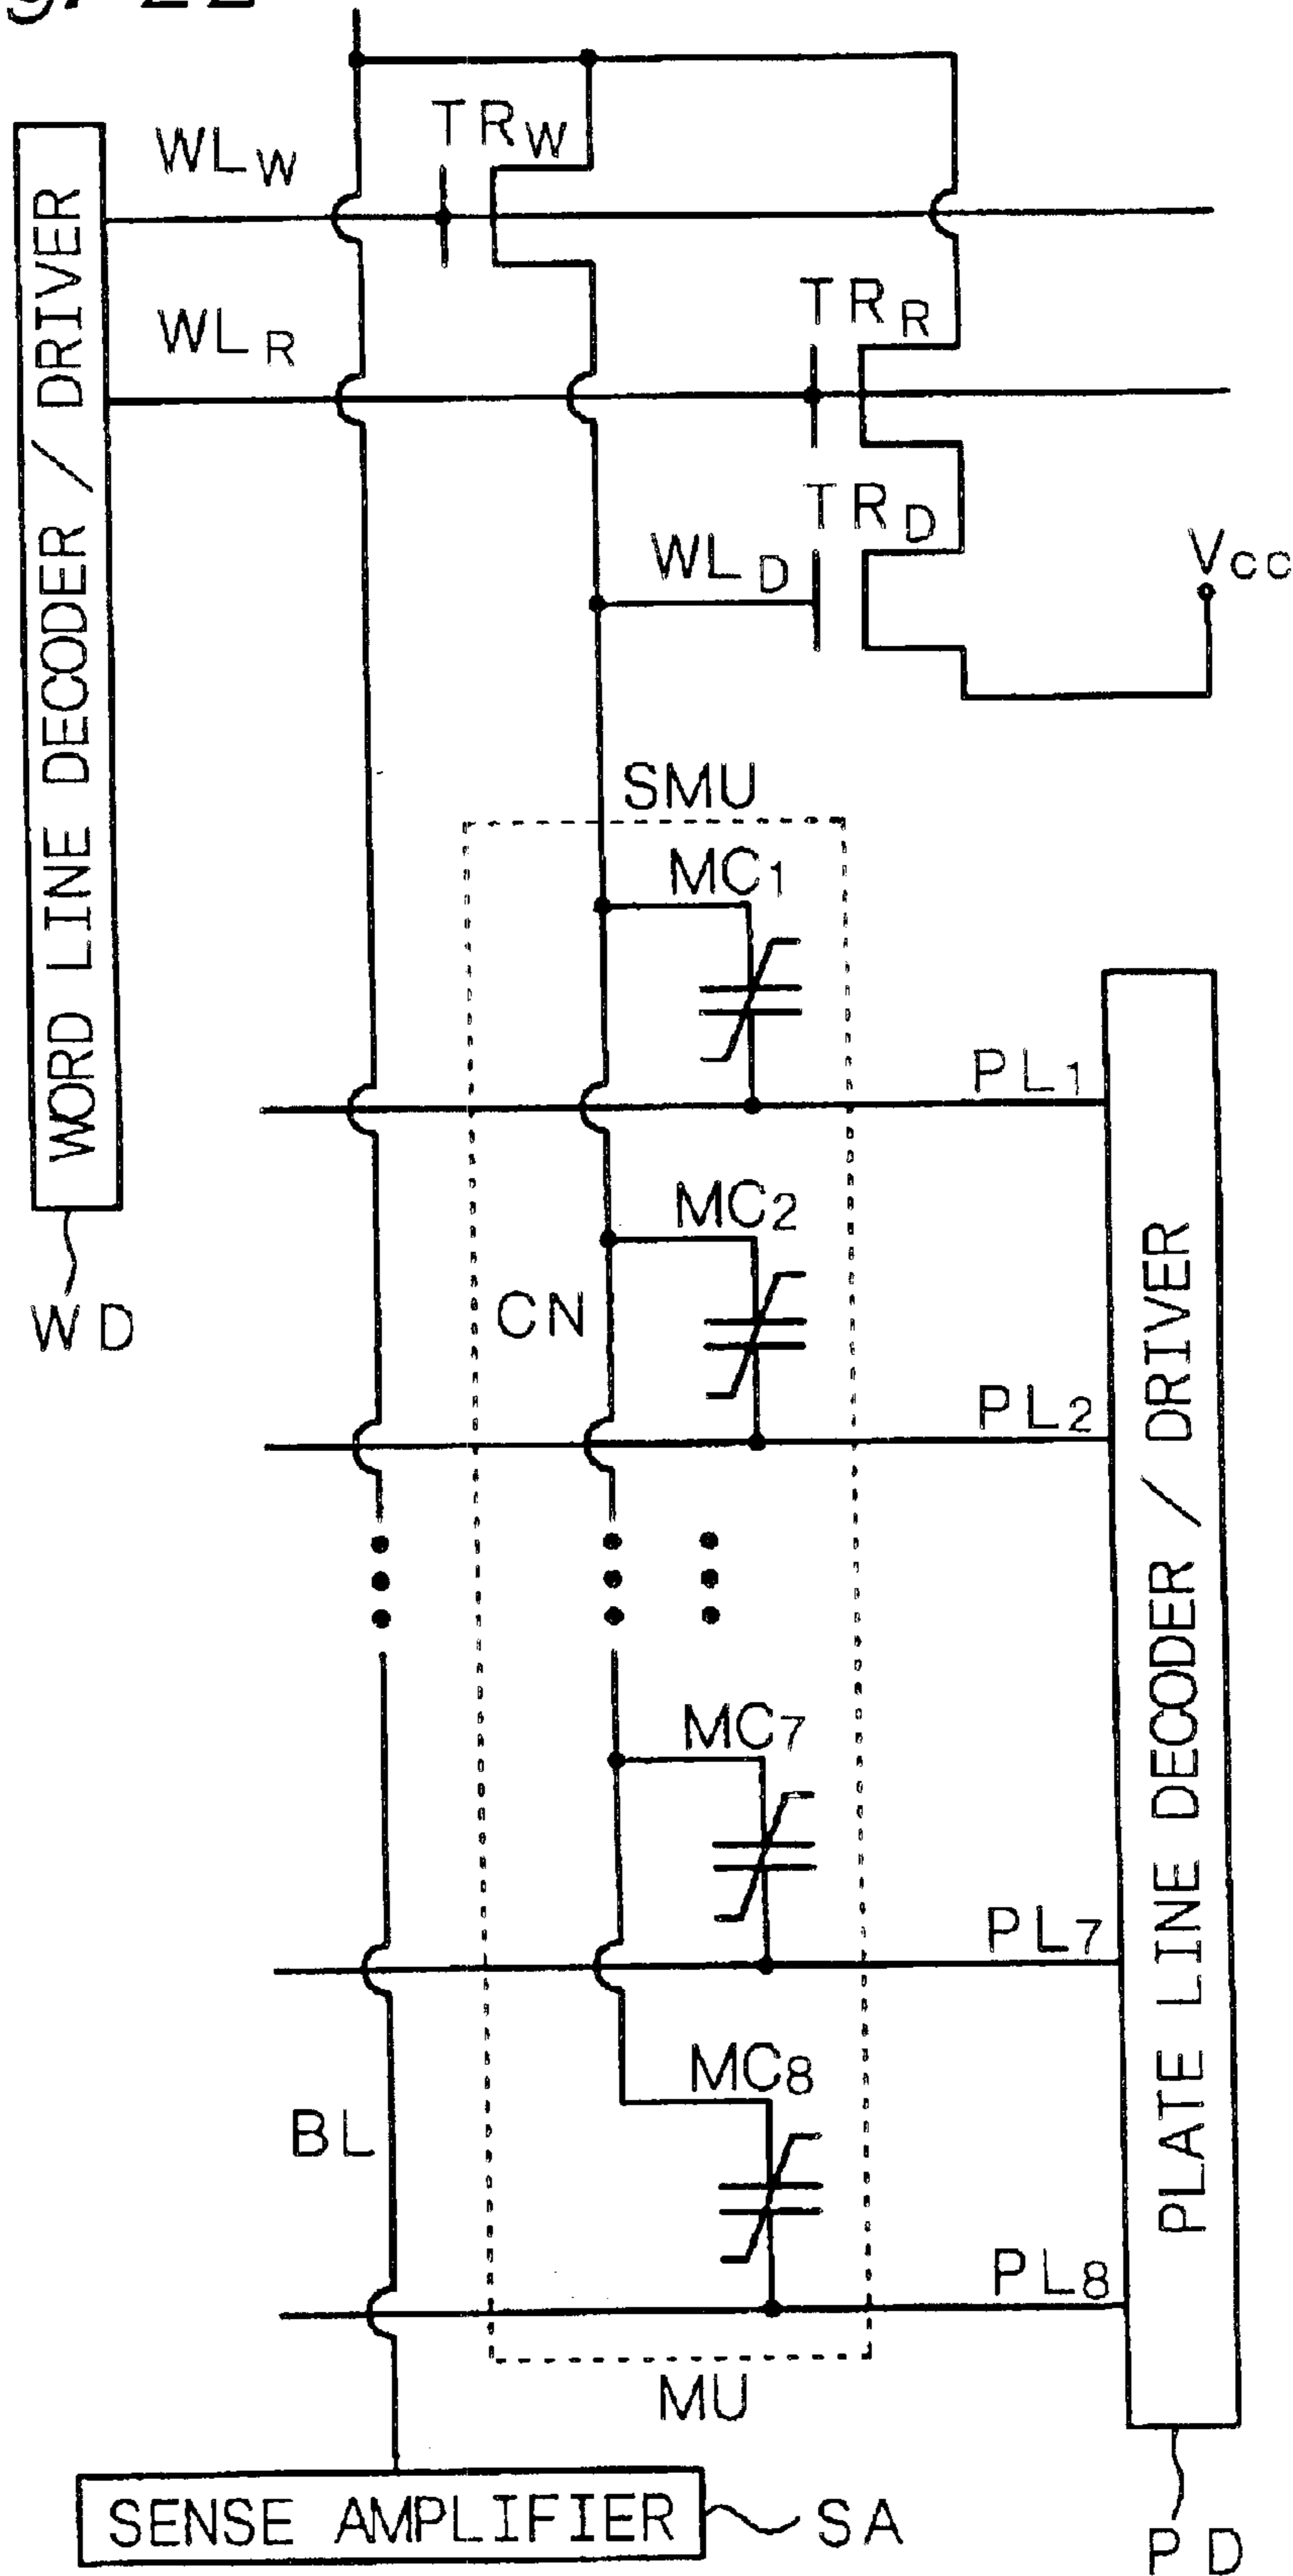 22
TRW
WLW
WORD LINE DECODER / DRIVER
TRR
WLR
TRD
WLD
Vcc
SMU
MC1
PL1
MC2
WD
CN
PL2
PLATE LINE DECODER / DRIVER
MC7
PL7
MC8
BL
PL8
MU
SENSE AMPLIFIER
SA
PD